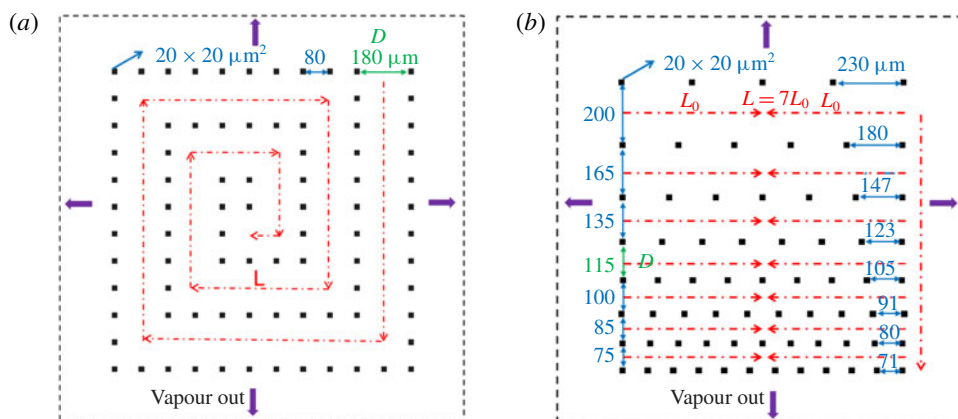 (a)
D
20 × 20 μm²
80
180 μm
L
Vapour out
(b)
20 × 20 μm²
230 μm
L₀
L = 7L₀
L₀
200
180
165
147
135
123
115
D
105
100
91
85
80
75
71
Vapour out